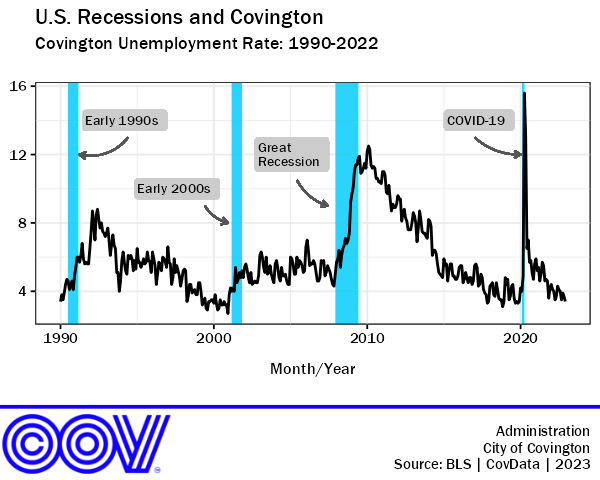 U.S. Recessions and Covington
Covington Unemployment Rate: 1990-2022
16
12
8
4
Early 1990s
Early 2000s
Great
Recession
COVID-19
1990
2000
2010
2020
Month/Year
COV
Administration
City of Covington
Source: BLS | CovData | 2023